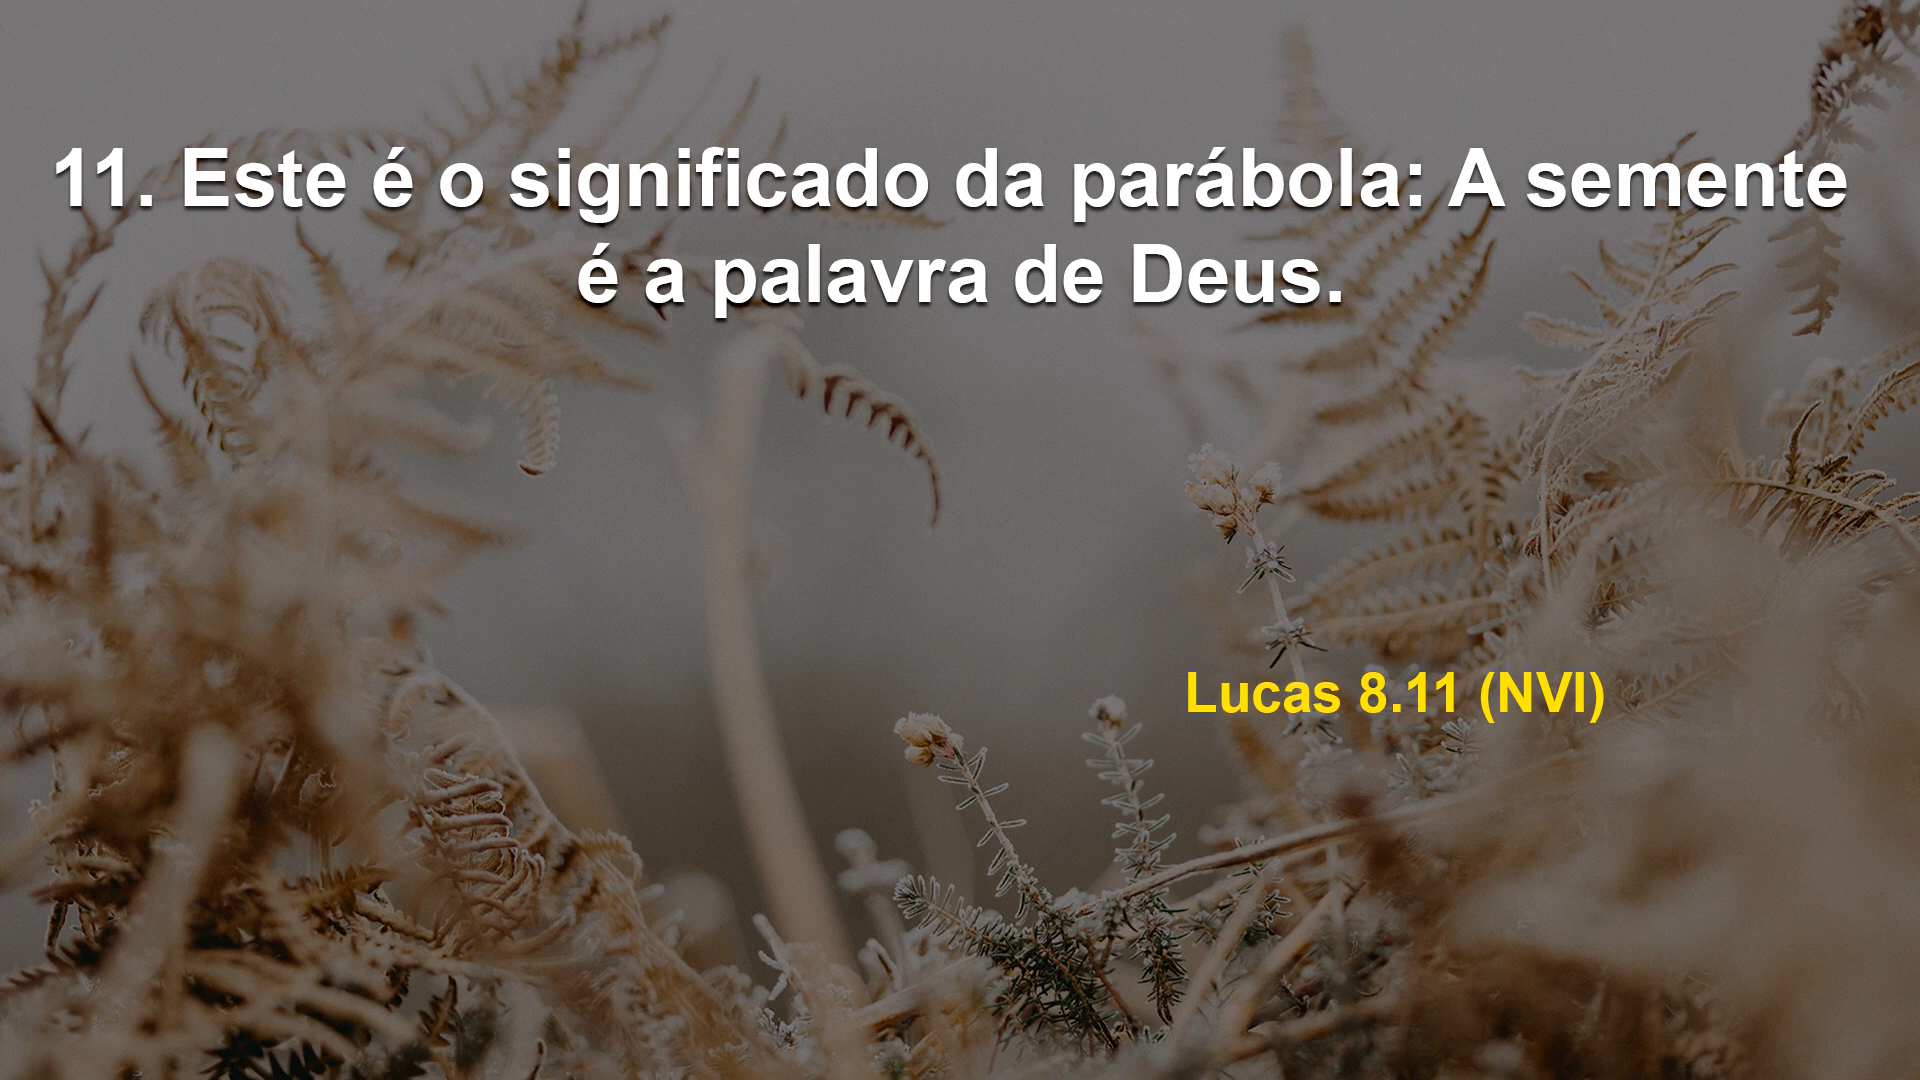 11. Este é o significado da parábola: A semente
é a palavra de Deus.
Lucas 8.11 (NVI)